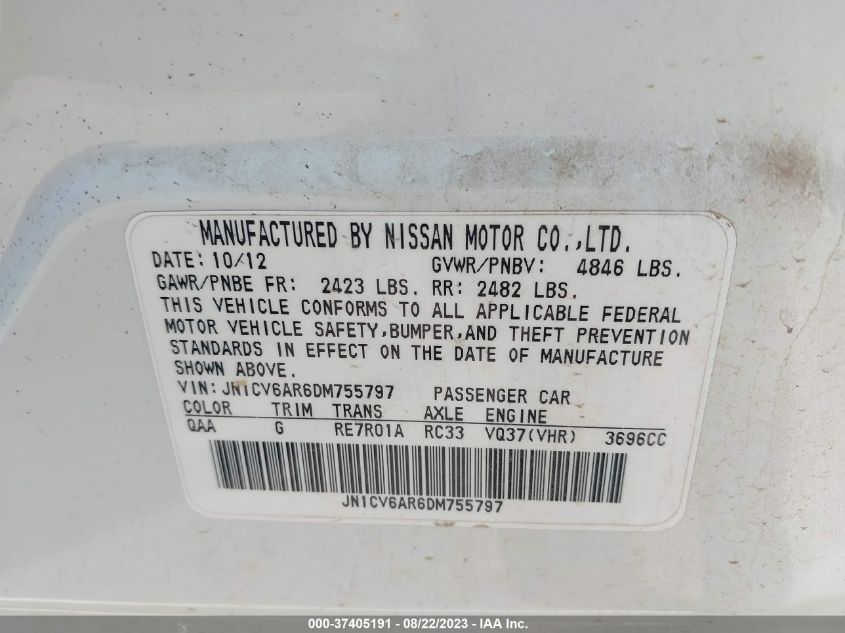 MANUFACTURED BY NISSAN MOTOR CO.,LTD.
DATE: 10/12 GVWR/PNBV: 4846 LBS.
GAWR/PNBE FR: 2423 LBS. RR: 2482 LBS.
THIS VEHICLE CONFORMS TO ALL APPLICABLE FEDERAL
MOTOR VEHICLE SAFETY,BUMPER,AND THEFT PREVENTION
STANDARDS IN EFFECT ON THE DATE OF MANUFACTURE
SHOWN ABOVE.
VIN: JN1CV6AR6DM755797 PASSENGER CAR
COLOR TRIM TRANS AXLE ENGINE
QAA G RE7R01A RC33 VQ37(VHR) 3696CC
JN1CV6AR6DM755797
000-37405191 - 08/22/2023 - IAA Inc.